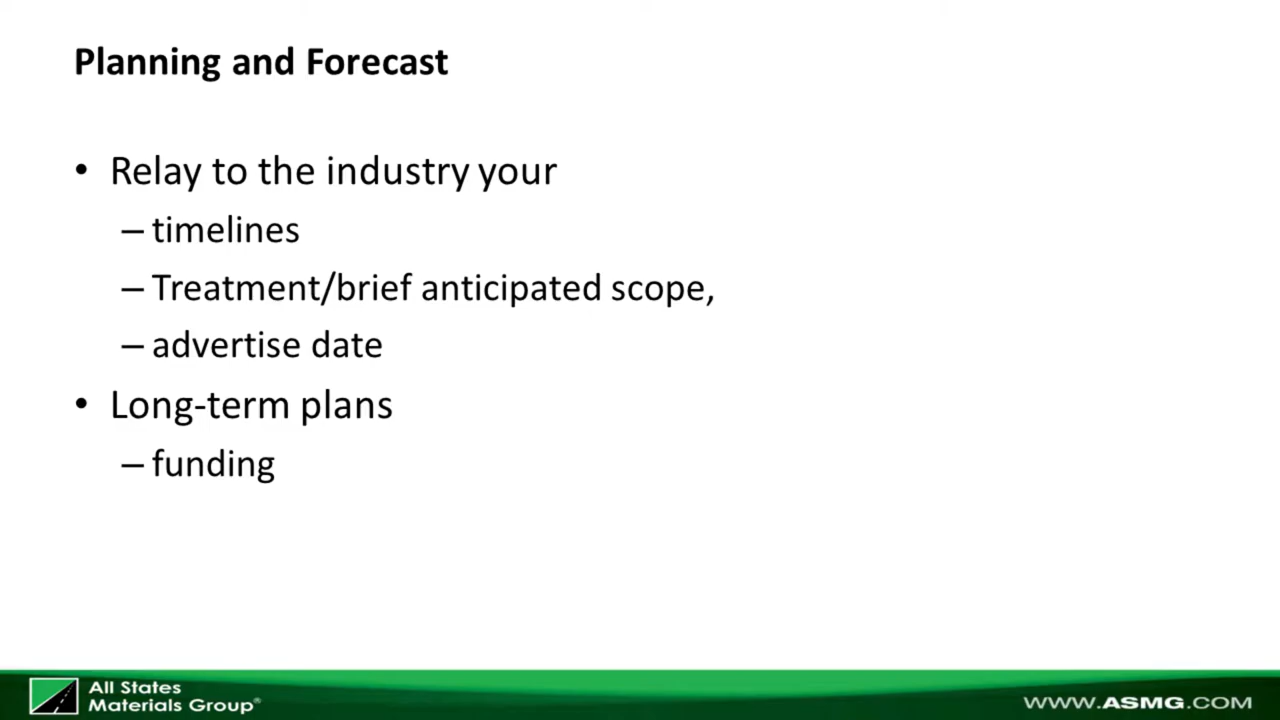 Planning and Forecast
• Relay to the industry your
– timelines
– Treatment/brief anticipated scope,
– advertise date
• Long-term plans
– funding
All States
Materials Group®
WWW.ASMG.COM